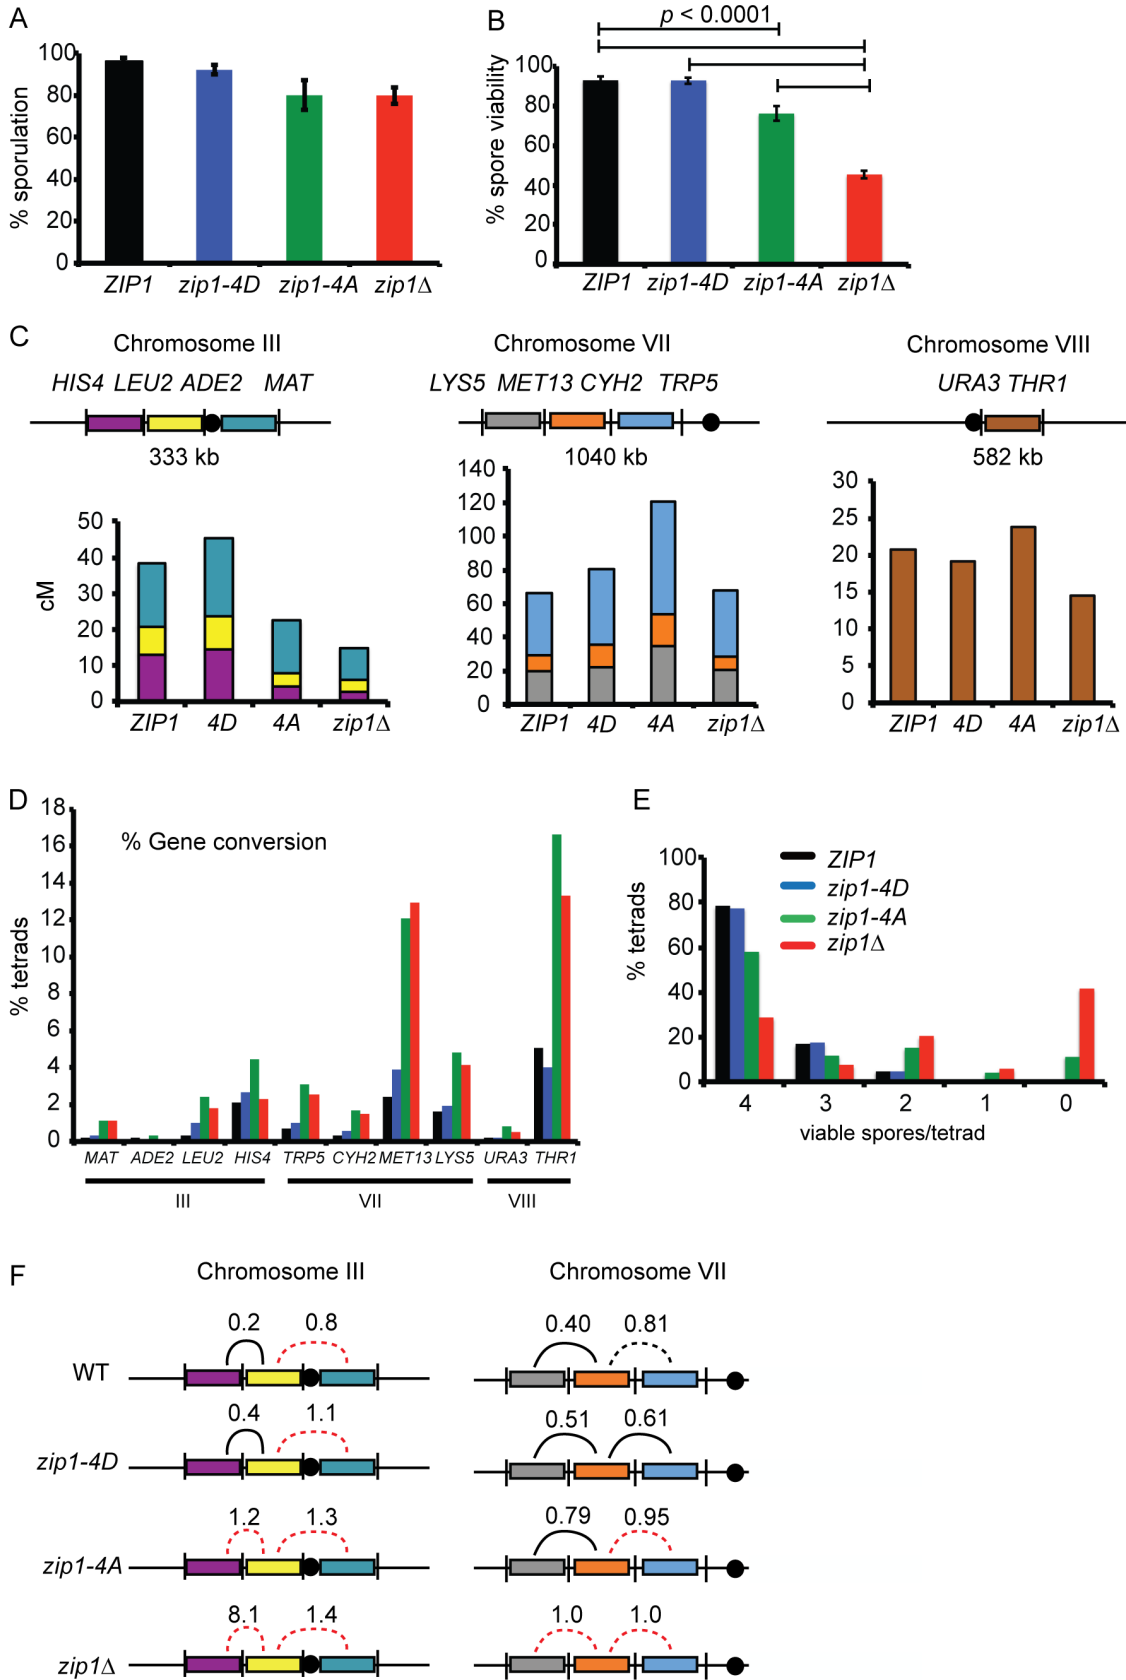 A
% sporulation
100
80
60
40
20
0
ZIP1 zip1-4D zip1-4A zip1Δ
B
p < 0.0001
% spore viability
100
80
60
40
20
0
ZIP1 zip1-4D zip1-4A zip1Δ
C
Chromosome III
HIS4 LEU2 ADE2 MAT
333 kb
cM
50
40
30
20
10
0
ZIP1 4D 4A zip1Δ
Chromosome VII
LYS5 MET13 CYH2 TRP5
1040 kb
140
120
100
80
60
40
20
0
ZIP1 4D 4A zip1Δ
Chromosome VIII
URA3 THR1
582 kb
30
25
20
15
10
5
0
ZIP1 4D 4A zip1Δ
D
% Gene conversion
% tetrads
18
16
14
12
10
8
6
4
2
0
MAT ADE2 LEU2 HIS4 TRP5 CYH2 MET13 LYS5 URA3 THR1
III VII VIII
E
ZIP1
zip1-4D
zip1-4A
zip1Δ
% tetrads
100
80
60
40
20
0
4 3 2 1 0
viable spores/tetrad
F
Chromosome III Chromosome VII
WT 0.2 0.8 0.40 0.81
zip1-4D 0.4 1.1 0.51 0.61
zip1-4A 1.2 1.3 0.79 0.95
zip1Δ 8.1 1.4 1.0 1.0